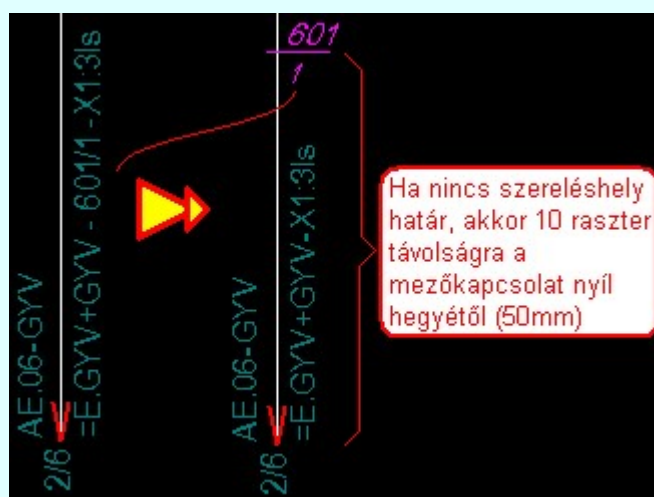 AE.06-GYV
=E.GYV+GYV - 601/1 -X1:3ls
2/6
601
1
AE.06-GYV
=E.GYV+GYV-X1:3ls
2/6
Ha nincs szereléshely
határ, akkor 10 raszter
távolságra a
mezőkapcsolat nyíl
hegyétől (50mm)